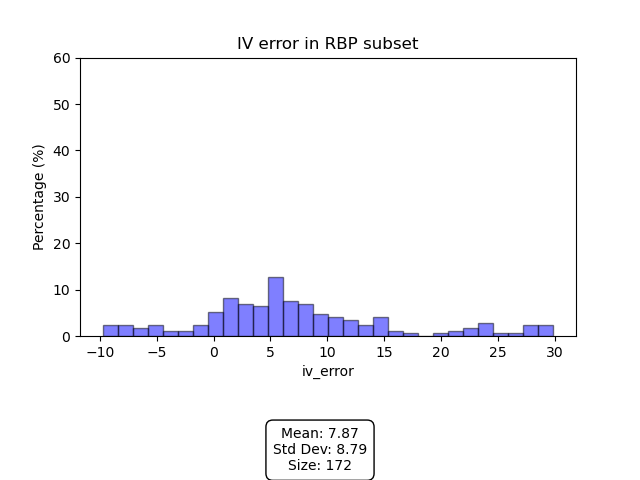 IV error in RBP subset
60
50
40
30
20
10
0
Percentage (%)
−10 −5 0 5 10 15 20 25 30
iv_error
Mean: 7.87
Std Dev: 8.79
Size: 172